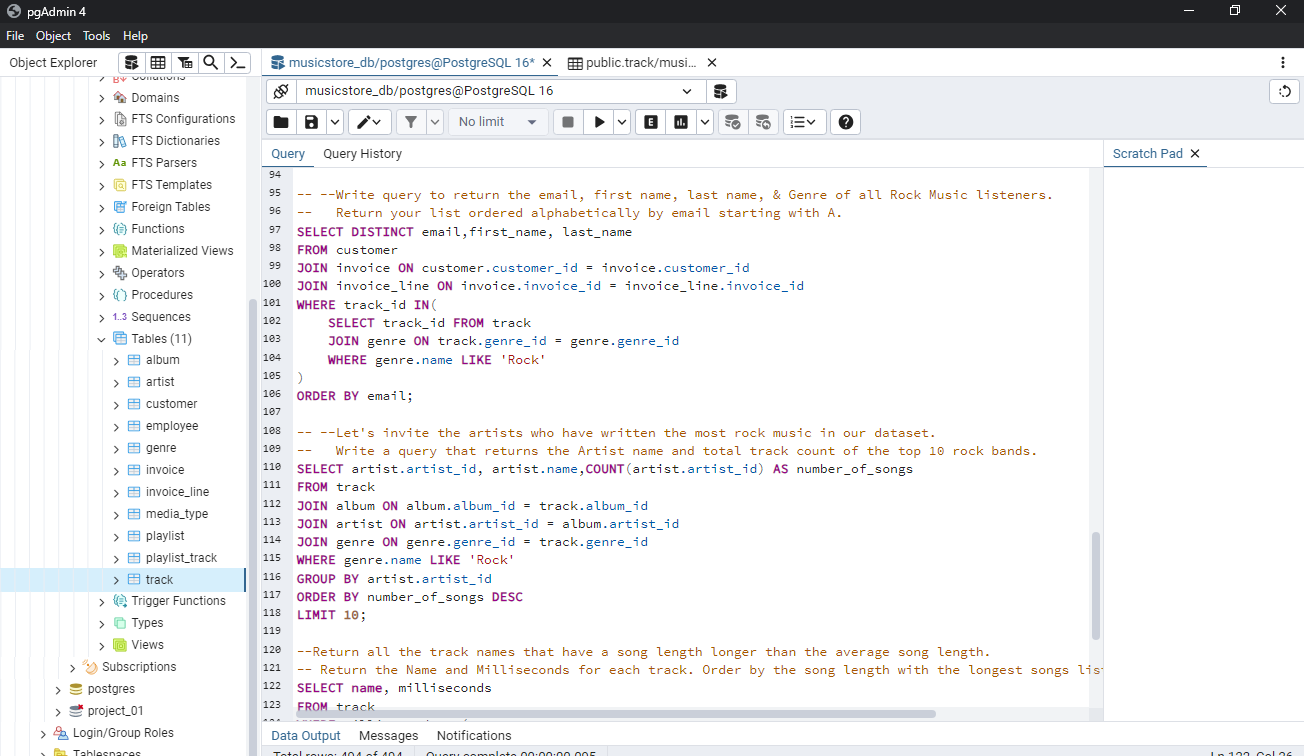 pgAdmin 4
File Object Tools Help
Object Explorer
musicstore_db/postgres@PostgreSQL 16*
public.track/musi...
Collations
Domains
FTS Configurations
FTS Dictionaries
Aa FTS Parsers
FTS Templates
Foreign Tables
Functions
Materialized Views
Operators
Procedures
1..3 Sequences
Tables (11)
album
artist
customer
employee
genre
invoice
invoice_line
media_type
playlist
playlist_track
track
Trigger Functions
Types
Views
Subscriptions
postgres
project_01
Login/Group Roles
Tablespaces
musicstore_db/postgres@PostgreSQL 16
No limit
E
Query Query History
Scratch Pad
94
95 -- --Write query to return the email, first name, last name, & Genre of all Rock Music listeners.
96 --   Return your list ordered alphabetically by email starting with A.
97 SELECT DISTINCT email,first_name, last_name
98 FROM customer
99 JOIN invoice ON customer.customer_id = invoice.customer_id
100 JOIN invoice_line ON invoice.invoice_id = invoice_line.invoice_id
101 WHERE track_id IN(
102     SELECT track_id FROM track
103     JOIN genre ON track.genre_id = genre.genre_id
104     WHERE genre.name LIKE 'Rock'
105 )
106 ORDER BY email;
107
108 -- --Let's invite the artists who have written the most rock music in our dataset.
109 --   Write a query that returns the Artist name and total track count of the top 10 rock bands.
110 SELECT artist.artist_id, artist.name,COUNT(artist.artist_id) AS number_of_songs
111 FROM track
112 JOIN album ON album.album_id = track.album_id
113 JOIN artist ON artist.artist_id = album.artist_id
114 JOIN genre ON genre.genre_id = track.genre_id
115 WHERE genre.name LIKE 'Rock'
116 GROUP BY artist.artist_id
117 ORDER BY number_of_songs DESC
118 LIMIT 10;
119
120 --Return all the track names that have a song length longer than the average song length.
121 -- Return the Name and Milliseconds for each track. Order by the song length with the longest songs lis
122 SELECT name, milliseconds
123 FROM track
Data Output Messages Notifications
Total rows: 494 of 494 Query complete 00:00:00.095
Ln 122, Col 26